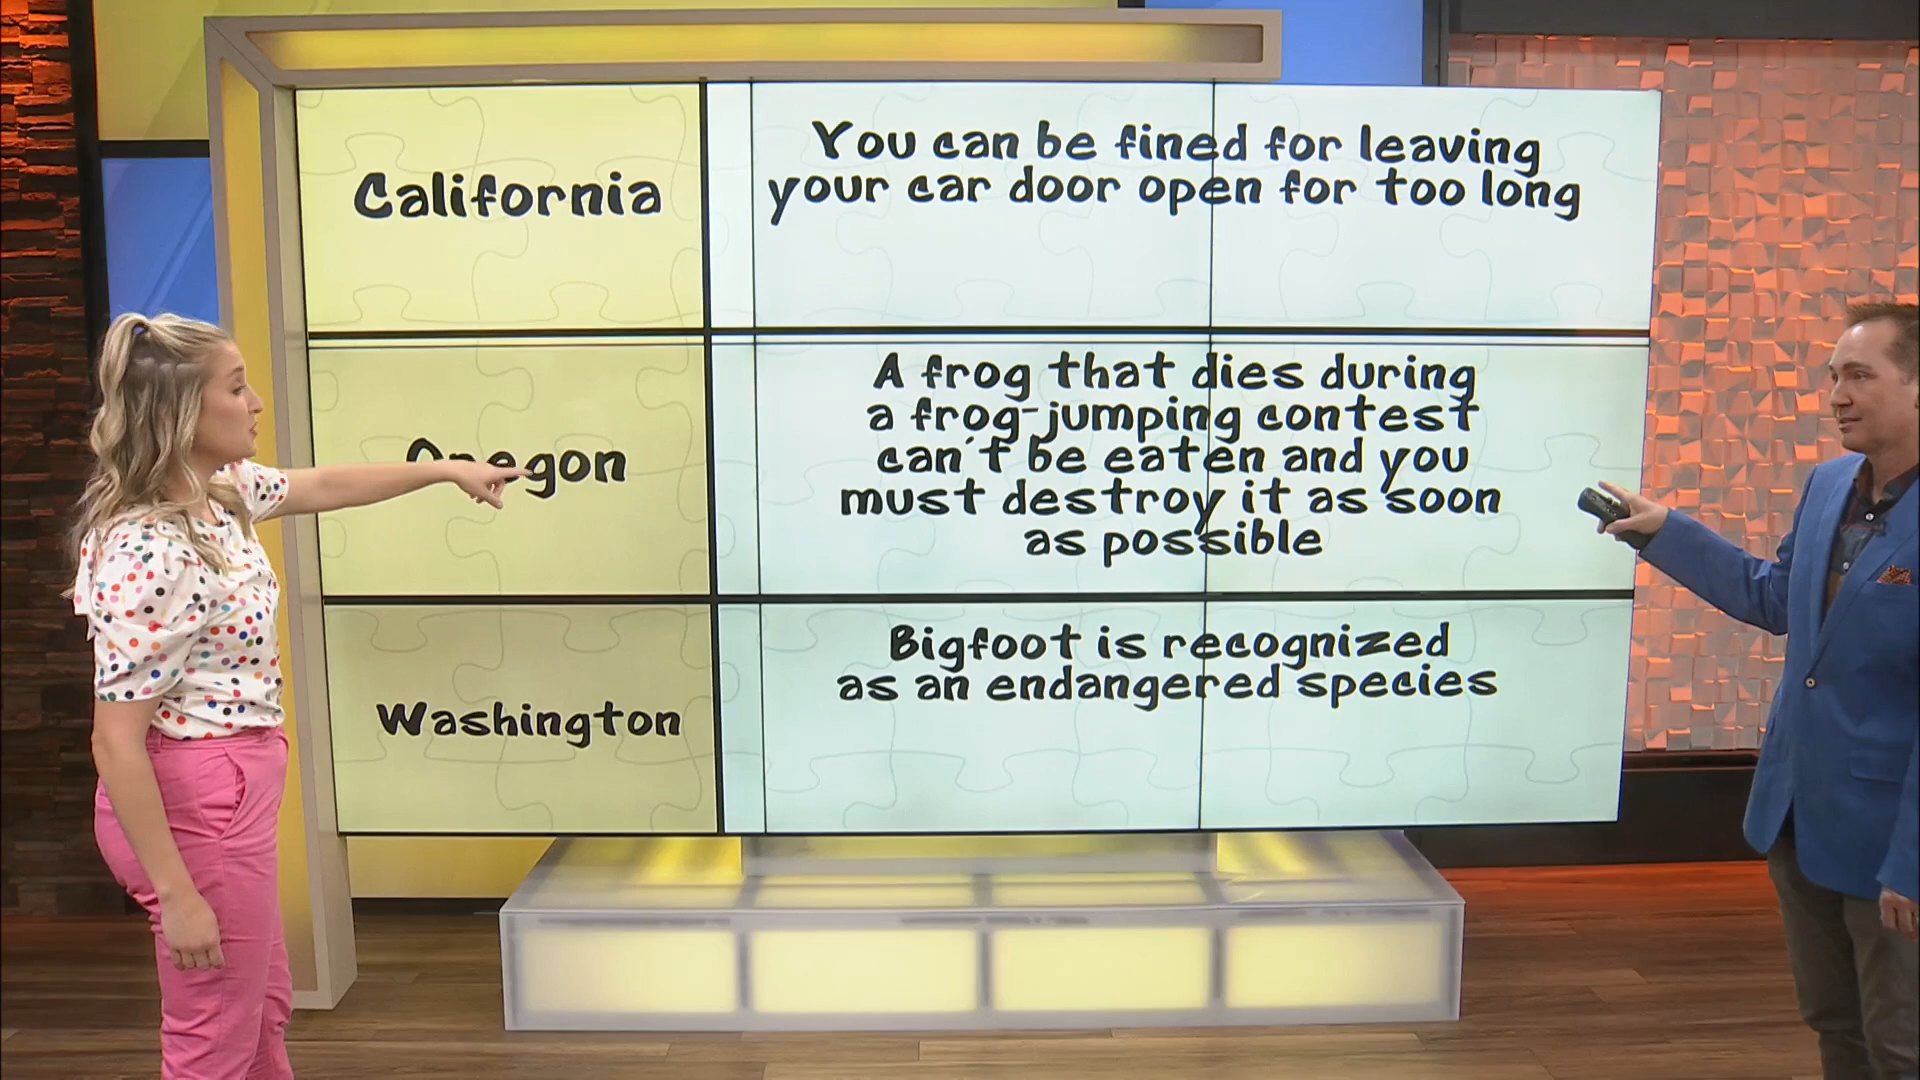 California
You can be fined for leaving
your car door open for too long
Oregon
A frog that dies during
a frog-jumping contest
can't be eaten and you
must destroy it as soon
as possible
Washington
Bigfoot is recognized
as an endangered species